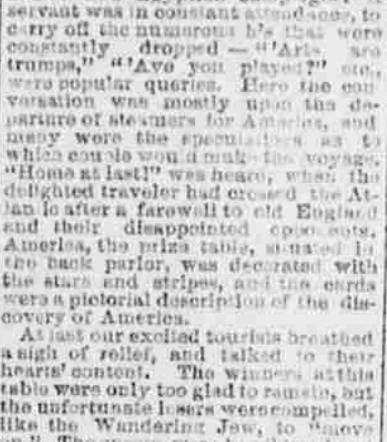 servant was in constant attendance, to
carry off the numerous h's that were
constantly dropped — "'Arts are
trumps," "'Ave you played?" etc.,
were popular queries. Here the con
versation was mostly upon the de-
parture of steamers for America, and
many were the speculations as to
which couple would make the voyage.
"Home at last!" was heard, when the
delighted traveler had crossed the At-
lan ic after a farewell to old England
and their disappointed opponents.
America, the prize table, situated in
the back parlor, was decorated with
the stars and stripes, and the cards
were a pictorial description of the dis-
covery of America.
At last our excited tourists breathed
a sigh of relief, and talked to their
hearts' content. The winners at this
table were only too glad to remain, but
the unfortunate losers were compelled,
like the Wandering Jew, to "move
on." The